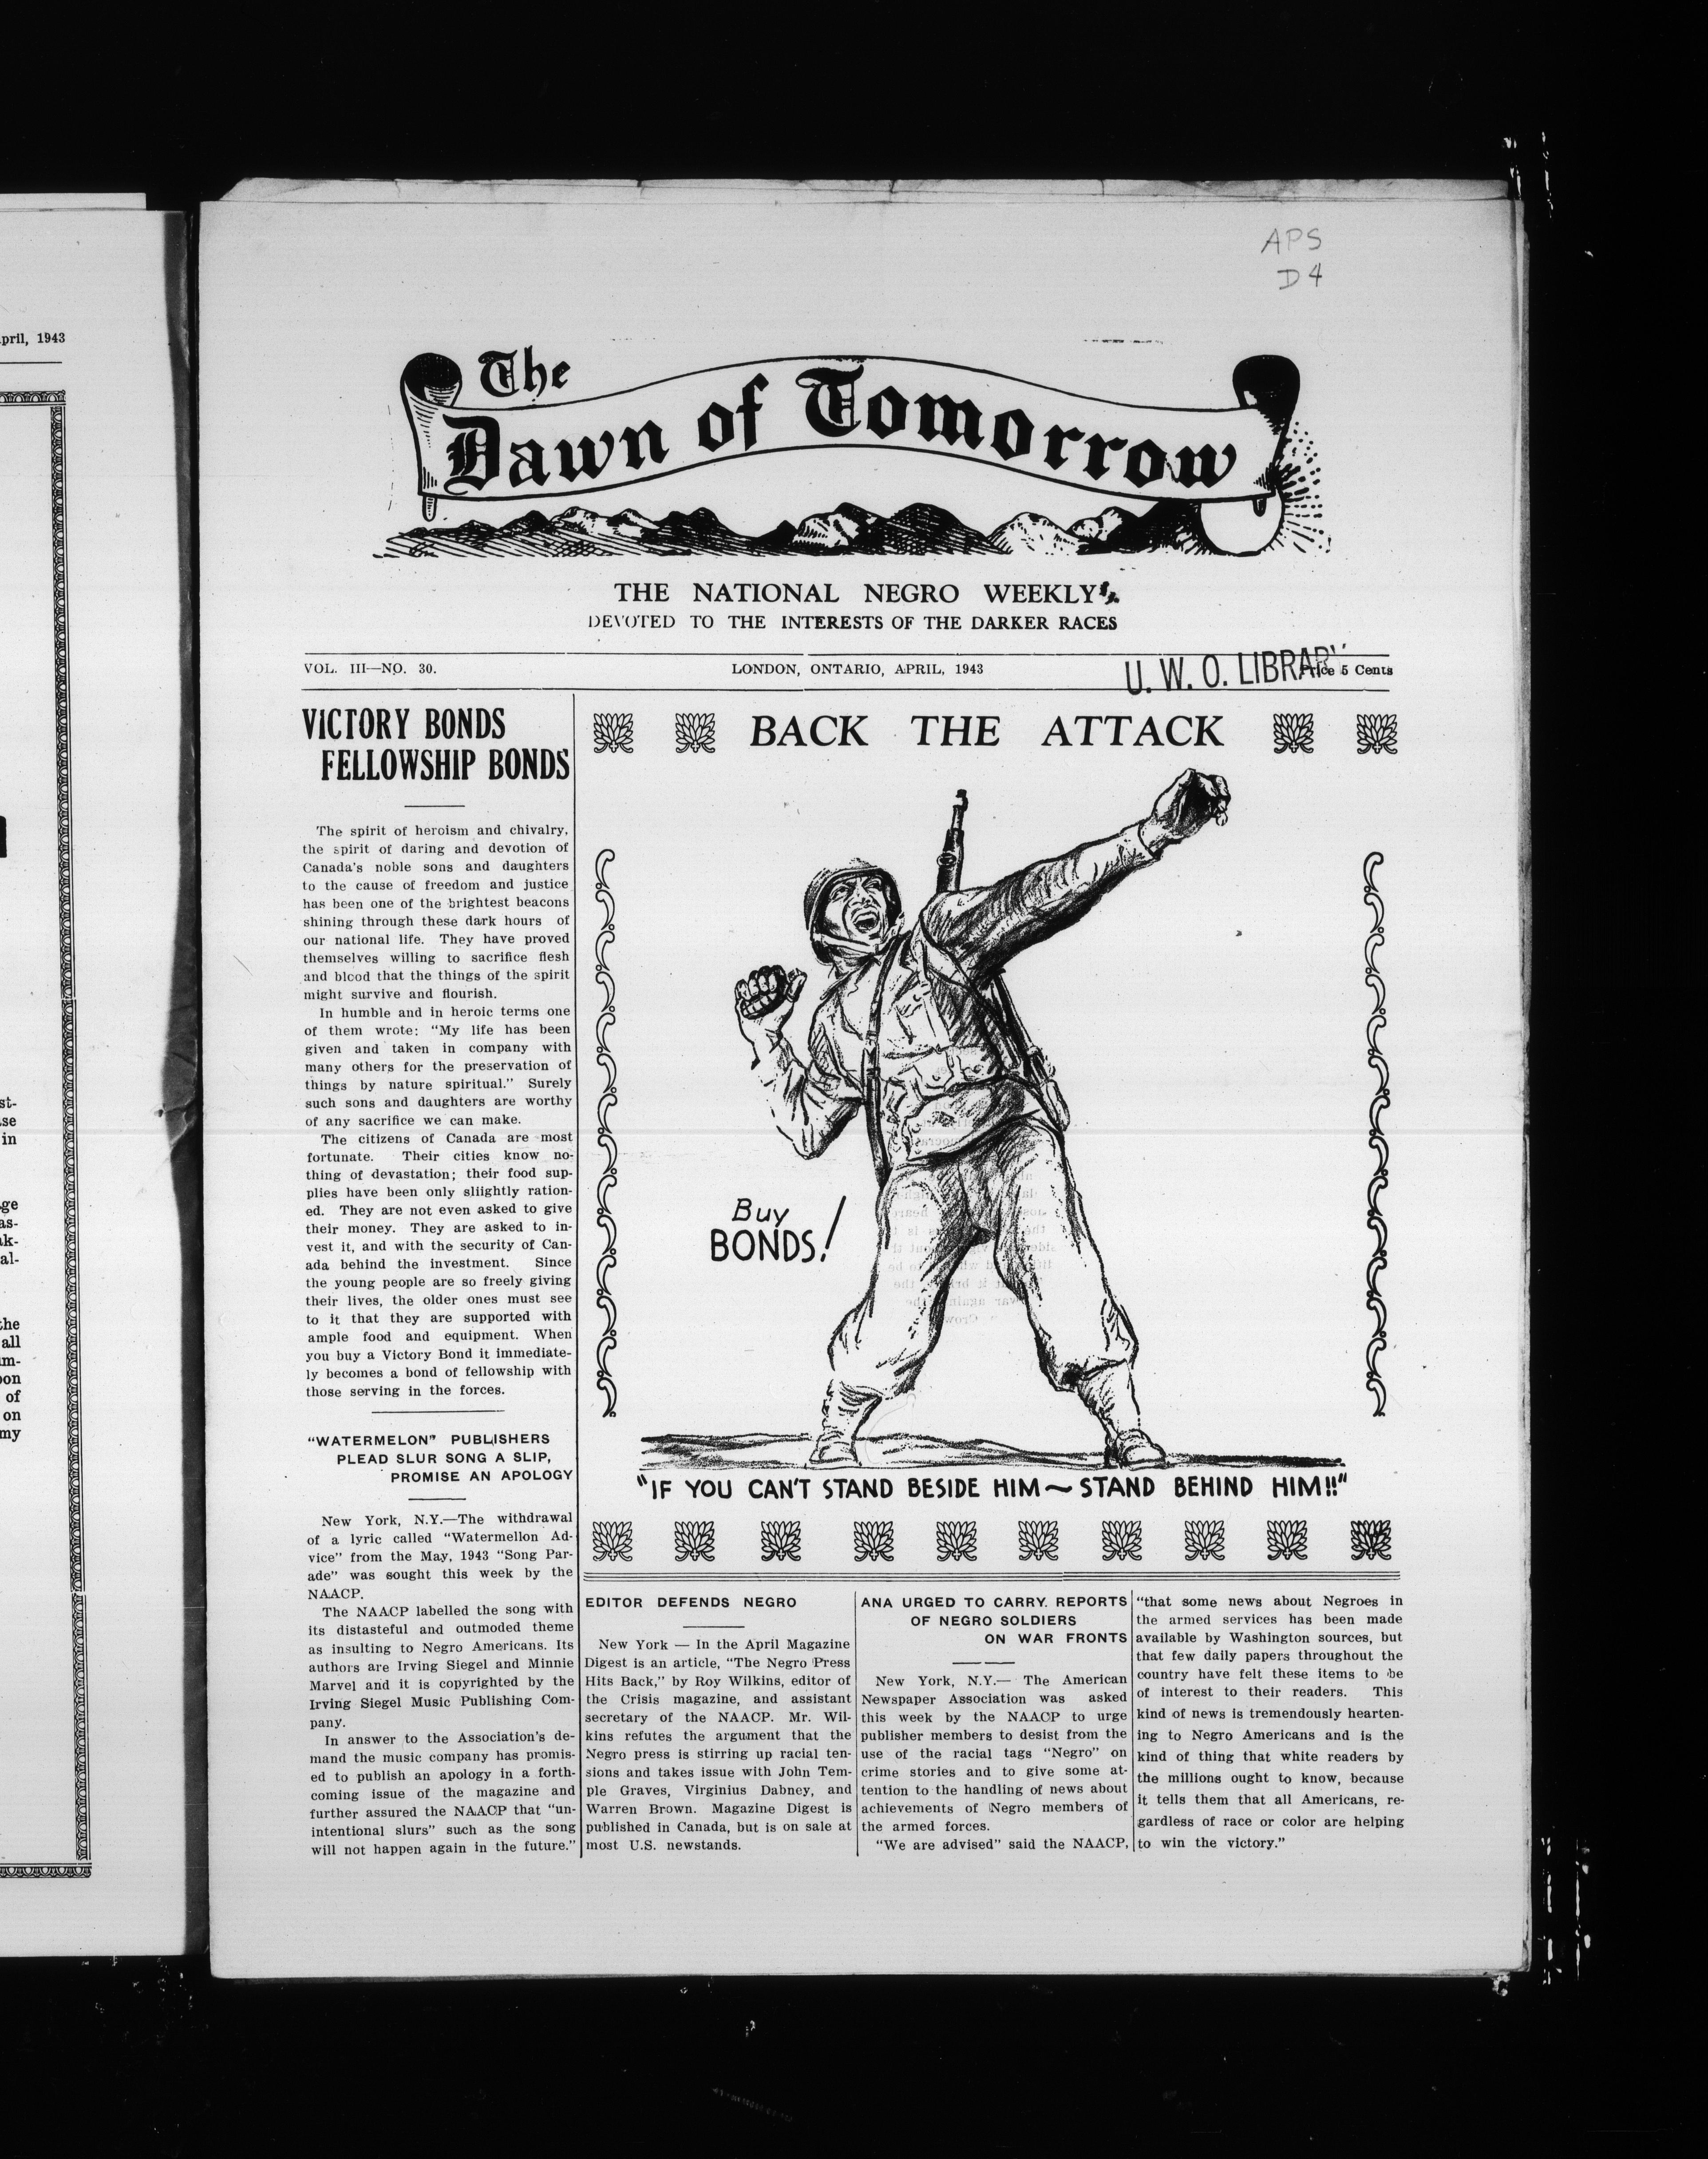 pril, 1943
st-
se
in
ge
as-
ak-
al-
the
all
um-
on
of
on
my
APS
D4
The
Dawn of Tomorrow
THE NATIONAL NEGRO WEEKLY
DEVOTED TO THE INTERESTS OF THE DARKER RACES
VOL. III—NO. 30.
LONDON, ONTARIO, APRIL, 1943
U. W. O. LIBRARY
Price 5 Cents
VICTORY BONDS
FELLOWSHIP BONDS
The spirit of heroism and chivalry,
the spirit of daring and devotion of
Canada's noble sons and daughters
to the cause of freedom and justice
has been one of the brightest beacons
shining through these dark hours of
our national life. They have proved
themselves willing to sacrifice flesh
and blood that the things of the spirit
might survive and flourish.
In humble and in heroic terms one
of them wrote: "My life has been
given and taken in company with
many others for the preservation of
things by nature spiritual." Surely
such sons and daughters are worthy
of any sacrifice we can make.
The citizens of Canada are most
fortunate. Their cities know no-
thing of devastation; their food sup-
plies have been only sliightly ration-
ed. They are not even asked to give
their money. They are asked to in-
vest it, and with the security of Can-
ada behind the investment. Since
the young people are so freely giving
their lives, the older ones must see
to it that they are supported with
ample food and equipment. When
you buy a Victory Bond it immediate-
ly becomes a bond of fellowship with
those serving in the forces.
"WATERMELON" PUBLISHERS
PLEAD SLUR SONG A SLIP,
PROMISE AN APOLOGY
New York, N.Y.—The withdrawal
of a lyric called "Watermellon Ad-
vice" from the May, 1943 "Song Par-
ade" was sought this week by the
NAACP.
The NAACP labelled the song with
its distasteful and outmoded theme
as insulting to Negro Americans. Its
authors are Irving Siegel and Minnie
Marvel and it is copyrighted by the
Irving Siegel Music Publishing Com-
pany.
In answer to the Association's de-
mand the music company has promis-
ed to publish an apology in a forth-
coming issue of the magazine and
further assured the NAACP that "un-
intentional slurs" such as the song
will not happen again in the future."
BACK THE ATTACK
Buy
BONDS!
"IF YOU CAN'T STAND BESIDE HIM~STAND BEHIND HIM!!"
EDITOR DEFENDS NEGRO
New York — In the April Magazine
Digest is an article, "The Negro Press
Hits Back," by Roy Wilkins, editor of
the Crisis magazine, and assistant
secretary of the NAACP. Mr. Wil-
kins refutes the argument that the
Negro press is stirring up racial ten-
sions and takes issue with John Tem-
ple Graves, Virginius Dabney, and
Warren Brown. Magazine Digest is
published in Canada, but is on sale at
most U.S. newstands.
ANA URGED TO CARRY. REPORTS
OF NEGRO SOLDIERS
ON WAR FRONTS
New York, N.Y.— The American
Newspaper Association was asked
this week by the NAACP to urge
publisher members to desist from the
use of the racial tags "Negro" on
crime stories and to give some at-
tention to the handling of news about
achievements of Negro members of
the armed forces.
"We are advised" said the NAACP,
"that some news about Negroes in
the armed services has been made
available by Washington sources, but
that few daily papers throughout the
country have felt these items to be
of interest to their readers. This
kind of news is tremendously hearten-
ing to Negro Americans and is the
kind of thing that white readers by
the millions ought to know, because
it tells them that all Americans, re-
gardless of race or color are helping
to win the victory."